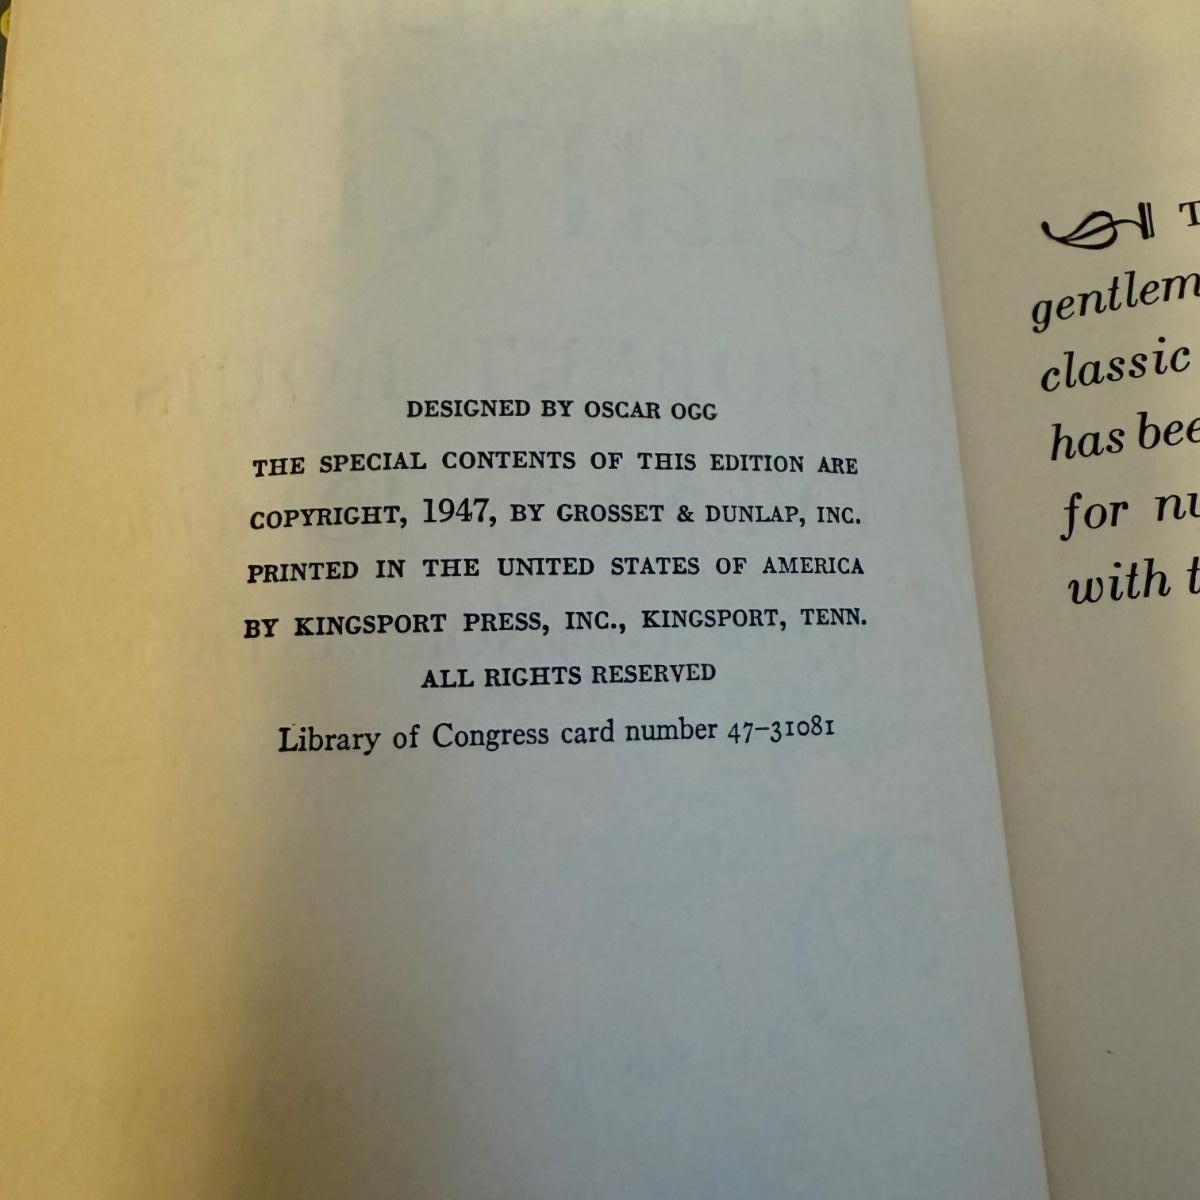 DESIGNED BY OSCAR OGG
THE SPECIAL CONTENTS OF THIS EDITION ARE
COPYRIGHT, 1947, BY GROSSET & DUNLAP, INC.
PRINTED IN THE UNITED STATES OF AMERICA
BY KINGSPORT PRESS, INC., KINGSPORT, TENN.
ALL RIGHTS RESERVED
Library of Congress card number 47-31081
gentlem
classic
has bee
for nu
with t